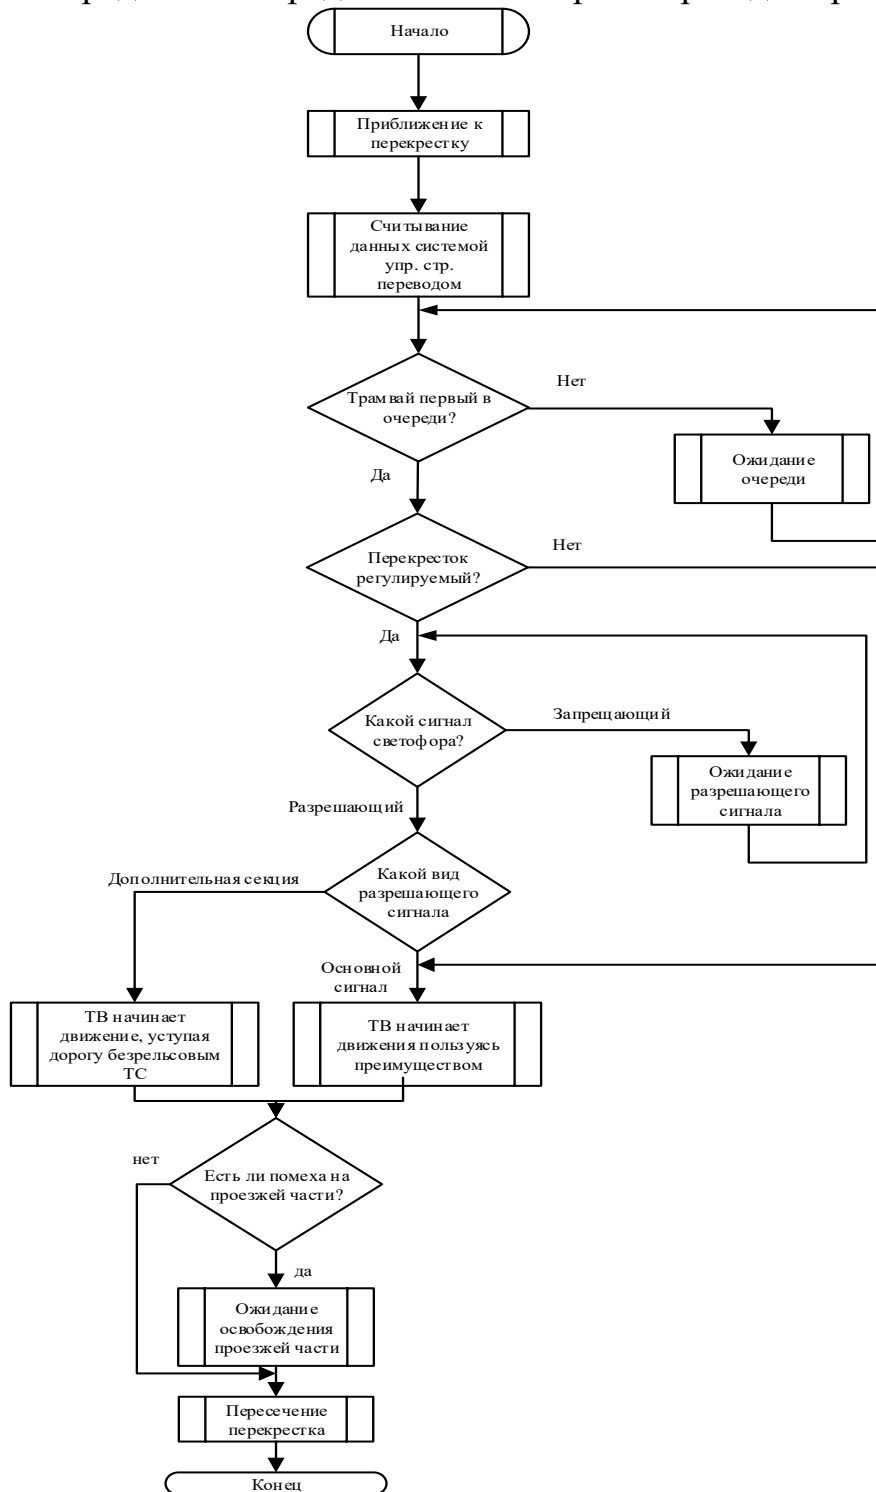 Начало
Приближение к
перекрестку
Считывание
данных системой
упр. стр.
переводом
Трамвай первый в
очереди?
Нет
Ожидание
очереди
Да
Перекресток
регулируемый?
Нет
Да
Какой сигнал
светофора?
Запрещающий
Ожидание
разрешающего
сигнала
Разрешающий
Какой вид
разрешающего
сигнала
Дополнительная секция
Основной
сигнал
ТВ начинает
движение, уступая
дорогу безрельсовым
ТС
ТВ начинает
движения пользуясь
преимуществом
Есть ли помеха на
проезжей части?
нет
да
Ожидание
освобождения
проезжей части
Пересечение
перекрестка
Конец